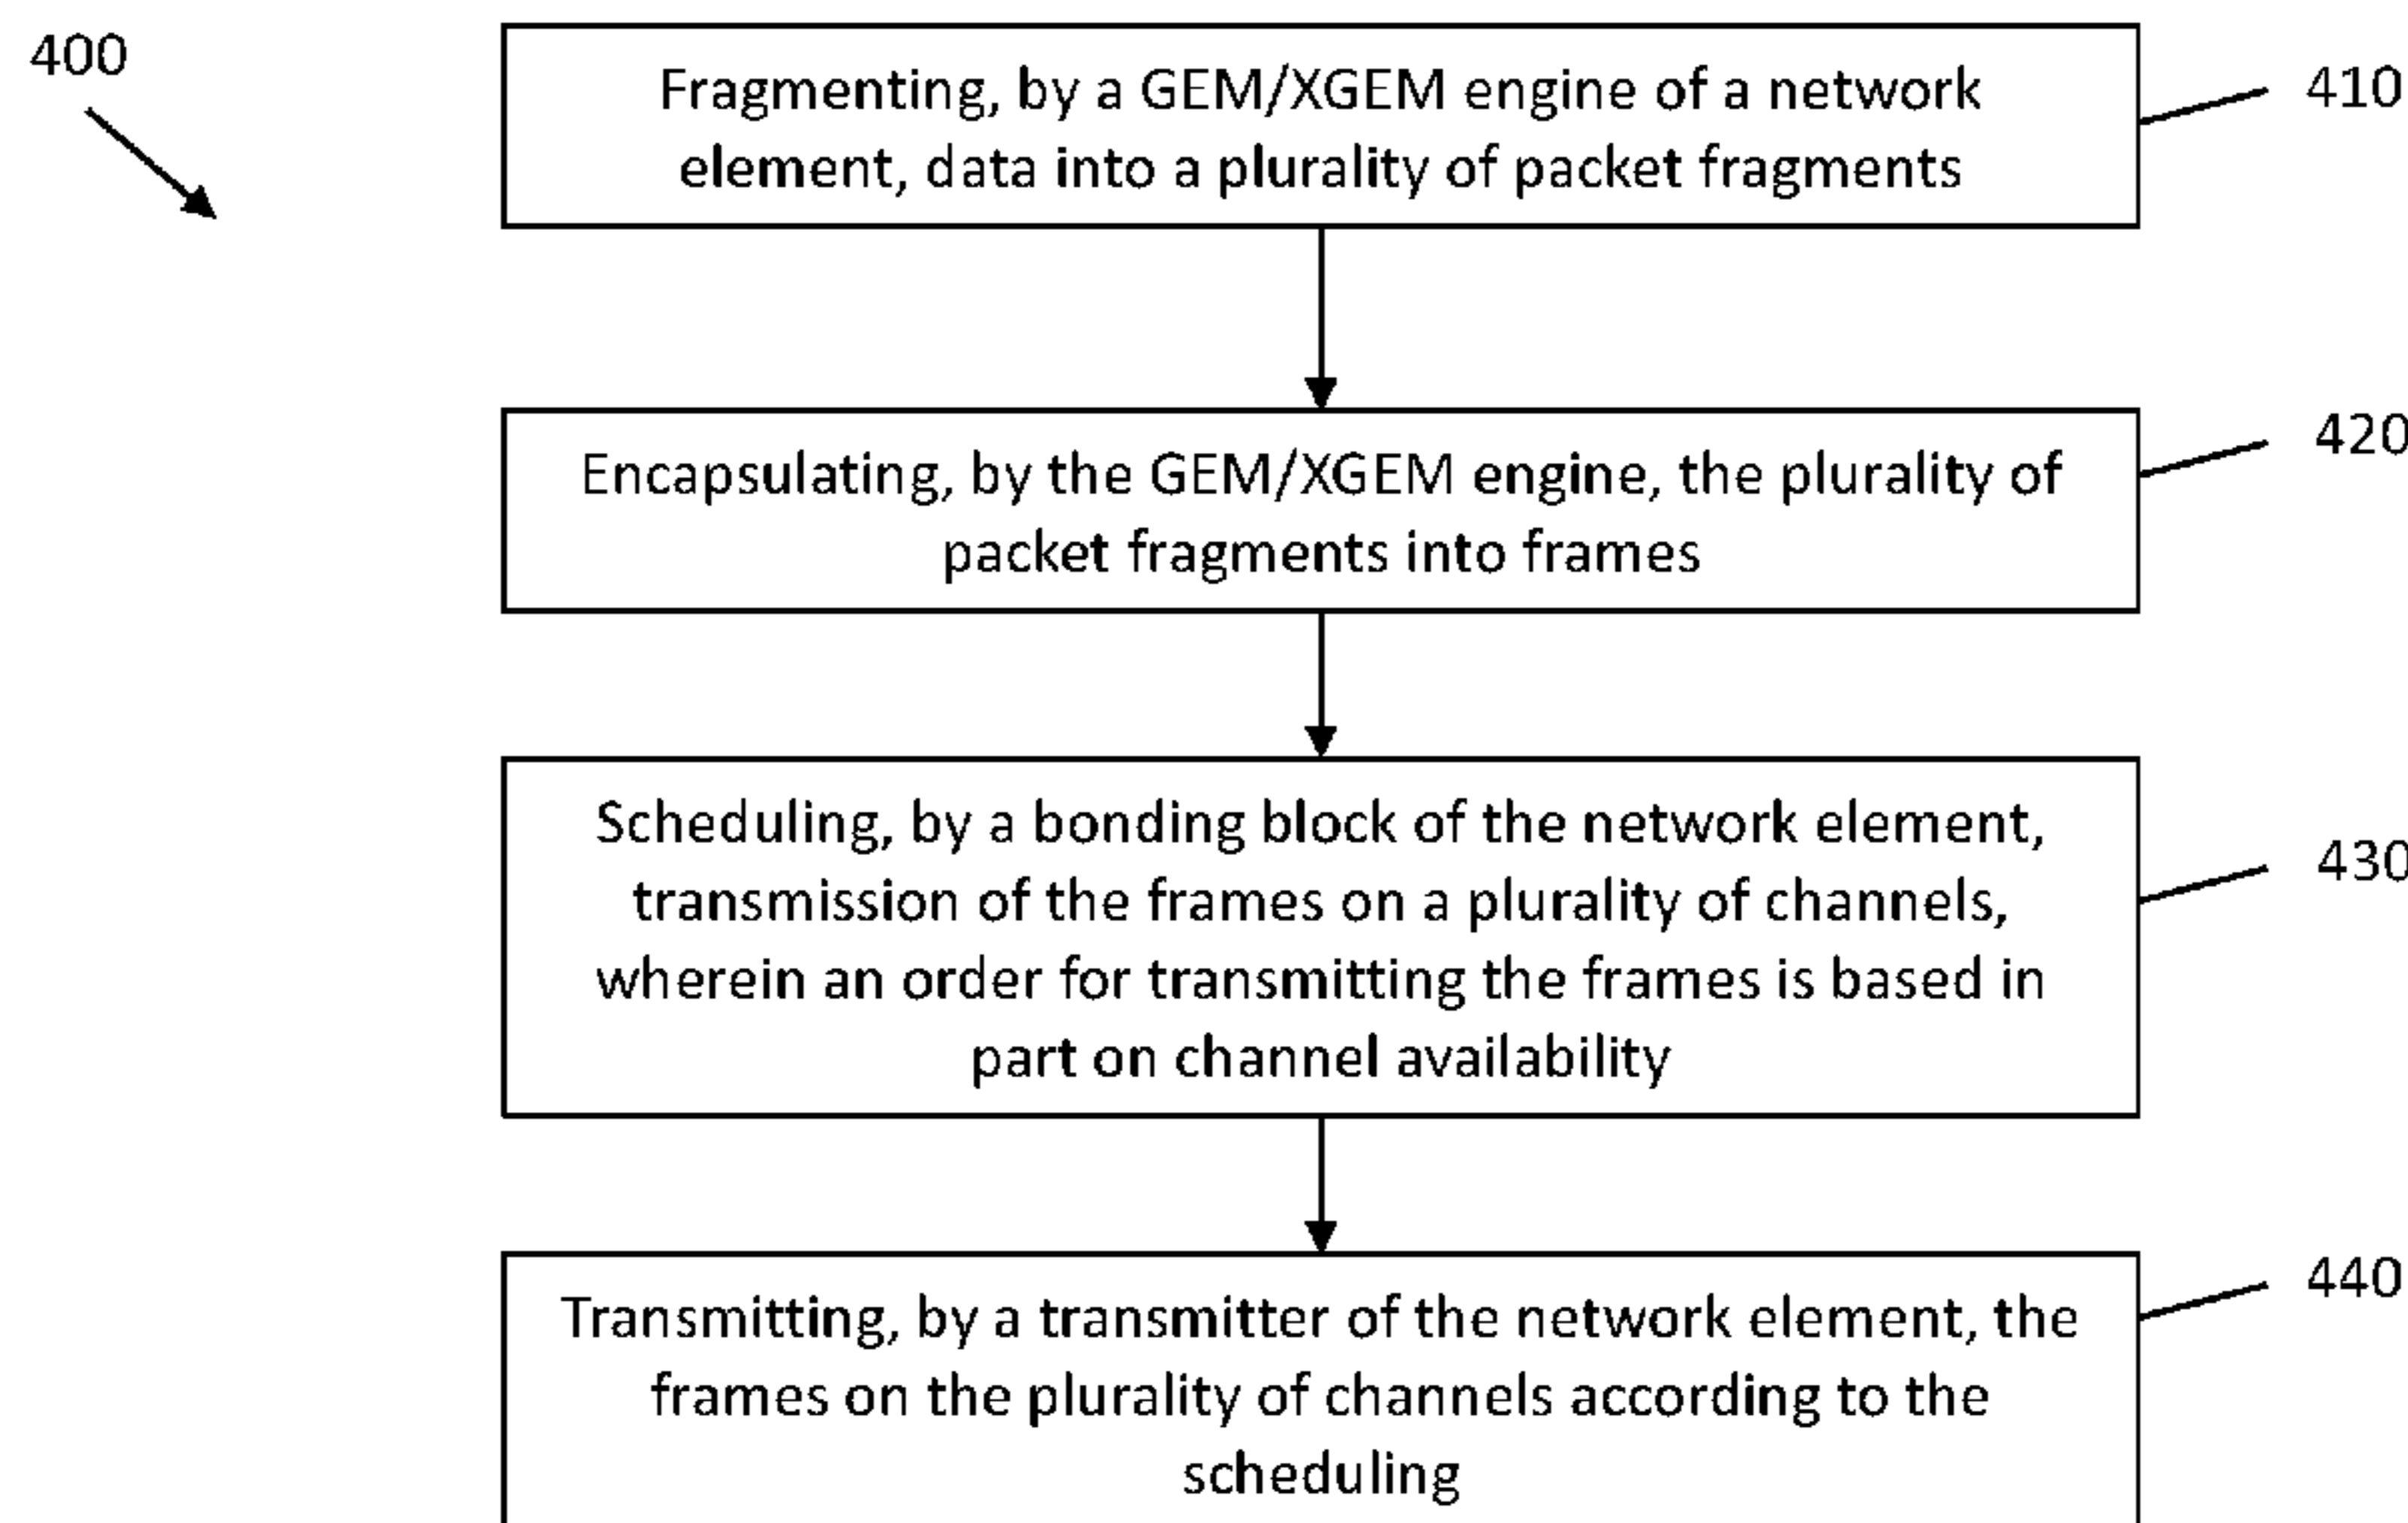 400
Fragmenting, by a GEM/XGEM engine of a network
element, data into a plurality of packet fragments
410
Encapsulating, by the GEM/XGEM engine, the plurality of
packet fragments into frames
420
Scheduling, by a bonding block of the network element,
transmission of the frames on a plurality of channels,
wherein an order for transmitting the frames is based in
part on channel availability
430
Transmitting, by a transmitter of the network element, the
frames on the plurality of channels according to the
scheduling
440